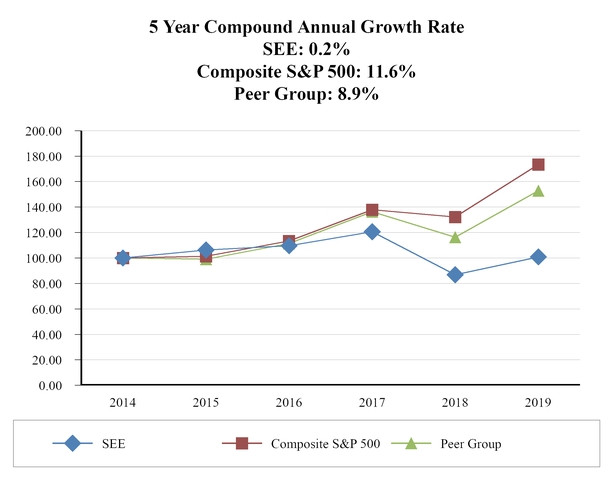 5 Year Compound Annual Growth Rate
SEE: 0.2%
Composite S&P 500: 11.6%
Peer Group: 8.9%
200.00
180.00
160.00
140.00
120.00
100.00
80.00
60.00
40.00
20.00
0.00
2014 2015 2016 2017 2018 2019
SEE Composite S&P 500 Peer Group